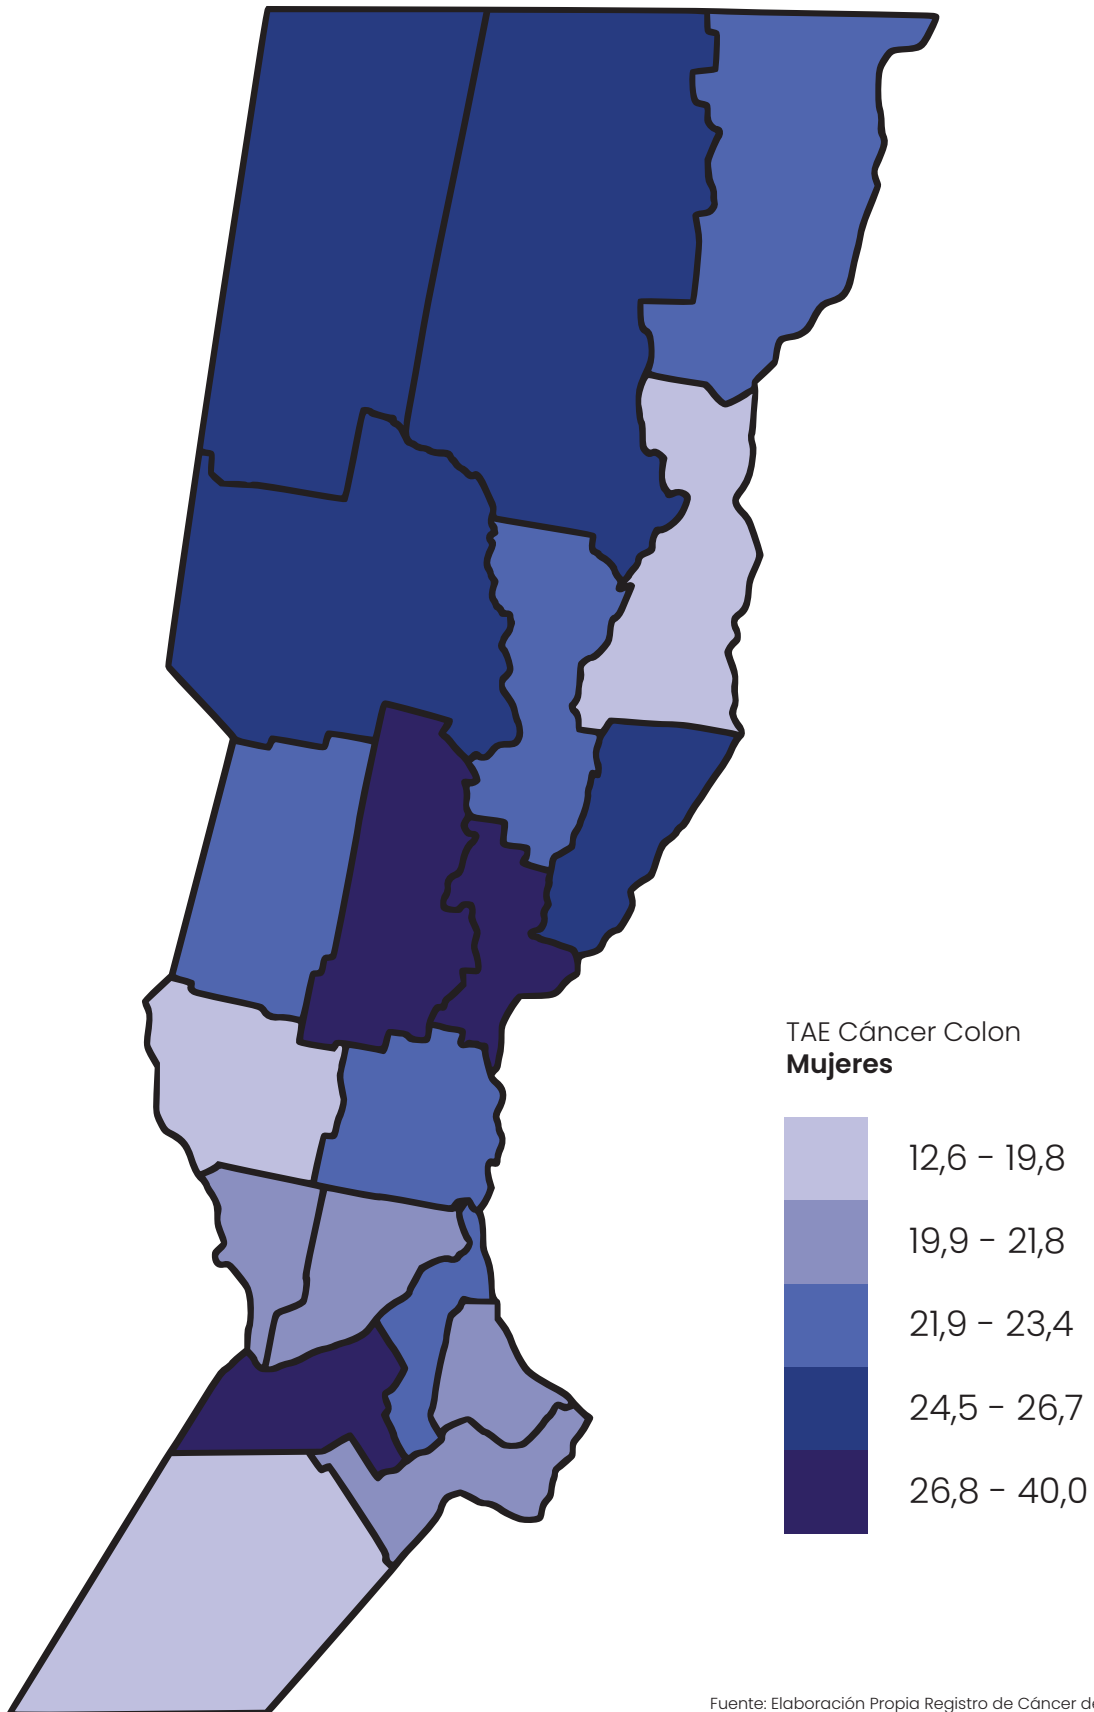 TAE Cáncer Colon
Mujeres
12,6 - 19,8
19,9 - 21,8
21,9 - 23,4
24,5 - 26,7
26,8 - 40,0
Fuente: Elaboración Propia Registro de Cáncer de